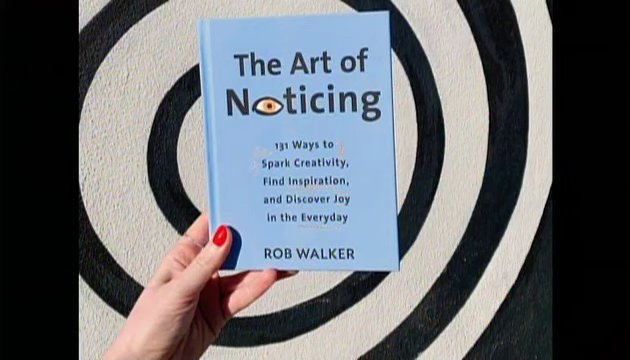 The Art of
Noticing
131 Ways to
Spark Creativity,
Find Inspiration,
and Discover Joy
in the Everyday
ROB WALKER